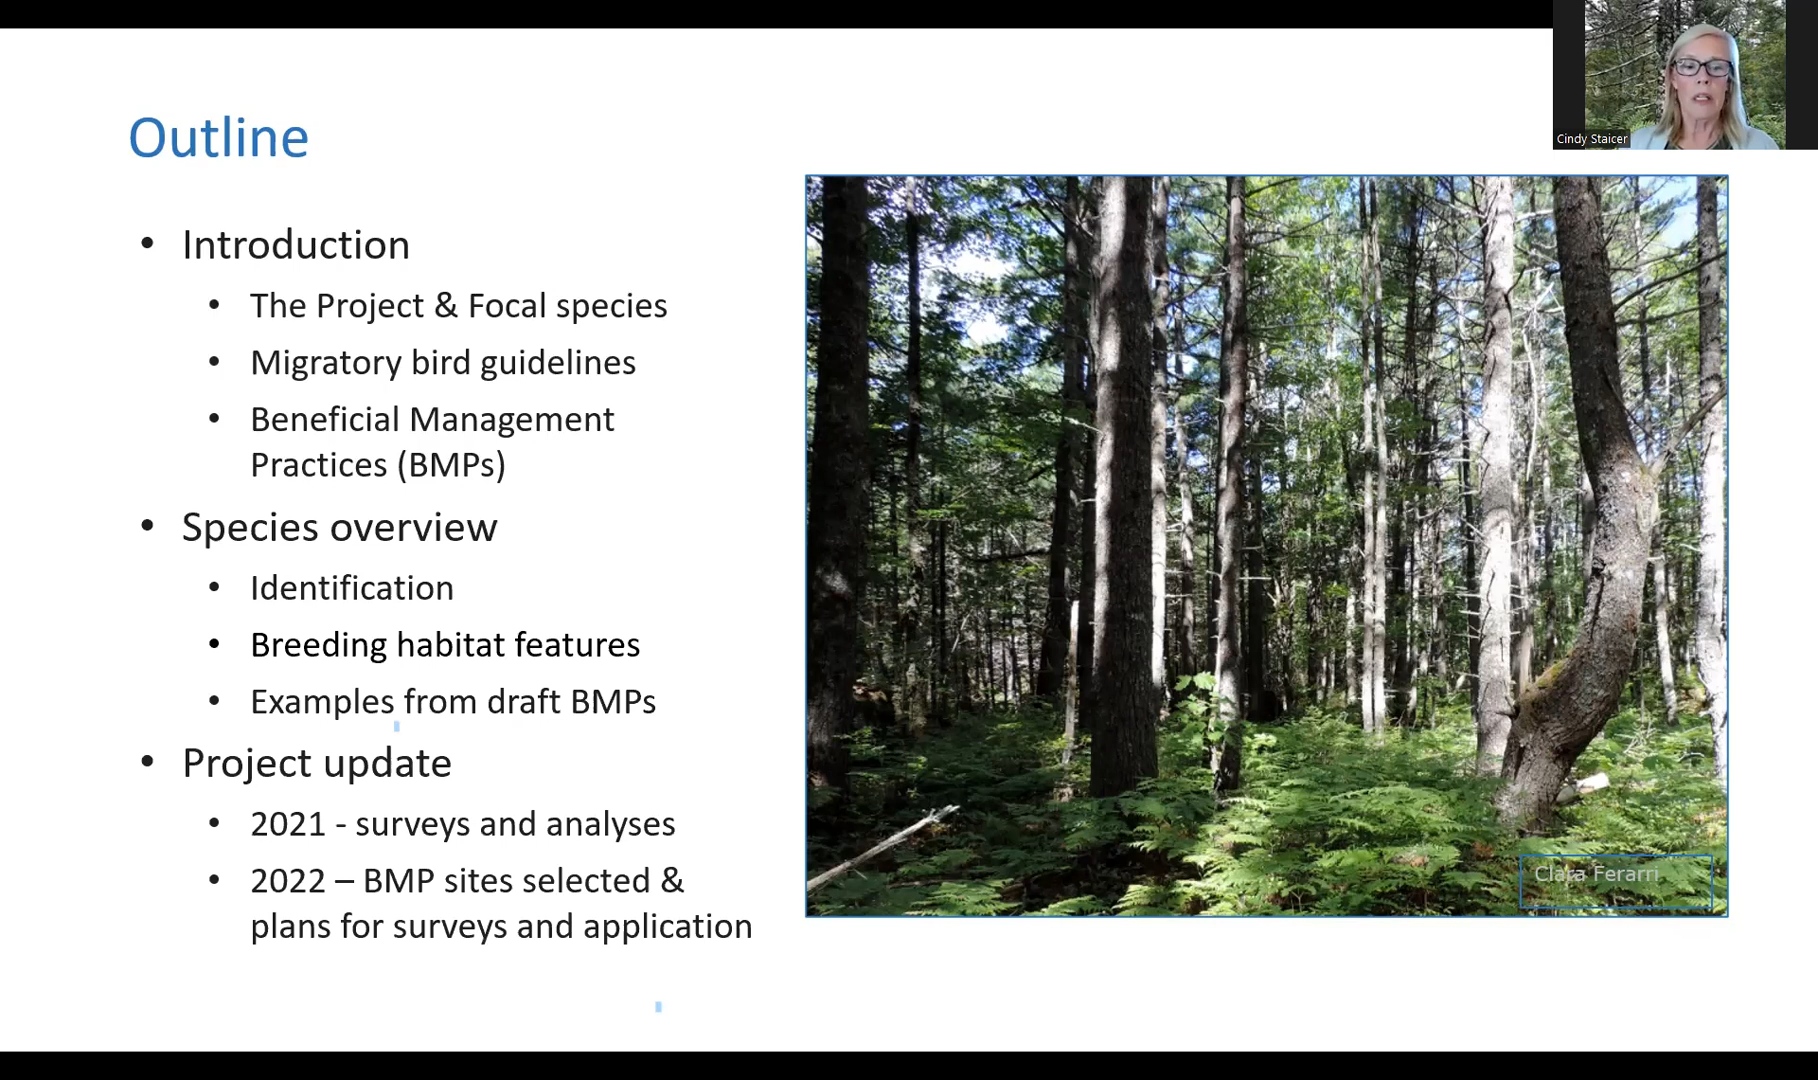 Cindy Staicer
Outline
• Introduction
• The Project & Focal species
• Migratory bird guidelines
• Beneficial Management
Practices (BMPs)
• Species overview
• Identification
• Breeding habitat features
• Examples from draft BMPs
• Project update
• 2021 - surveys and analyses
• 2022 – BMP sites selected &
plans for surveys and application
Clara Ferarri